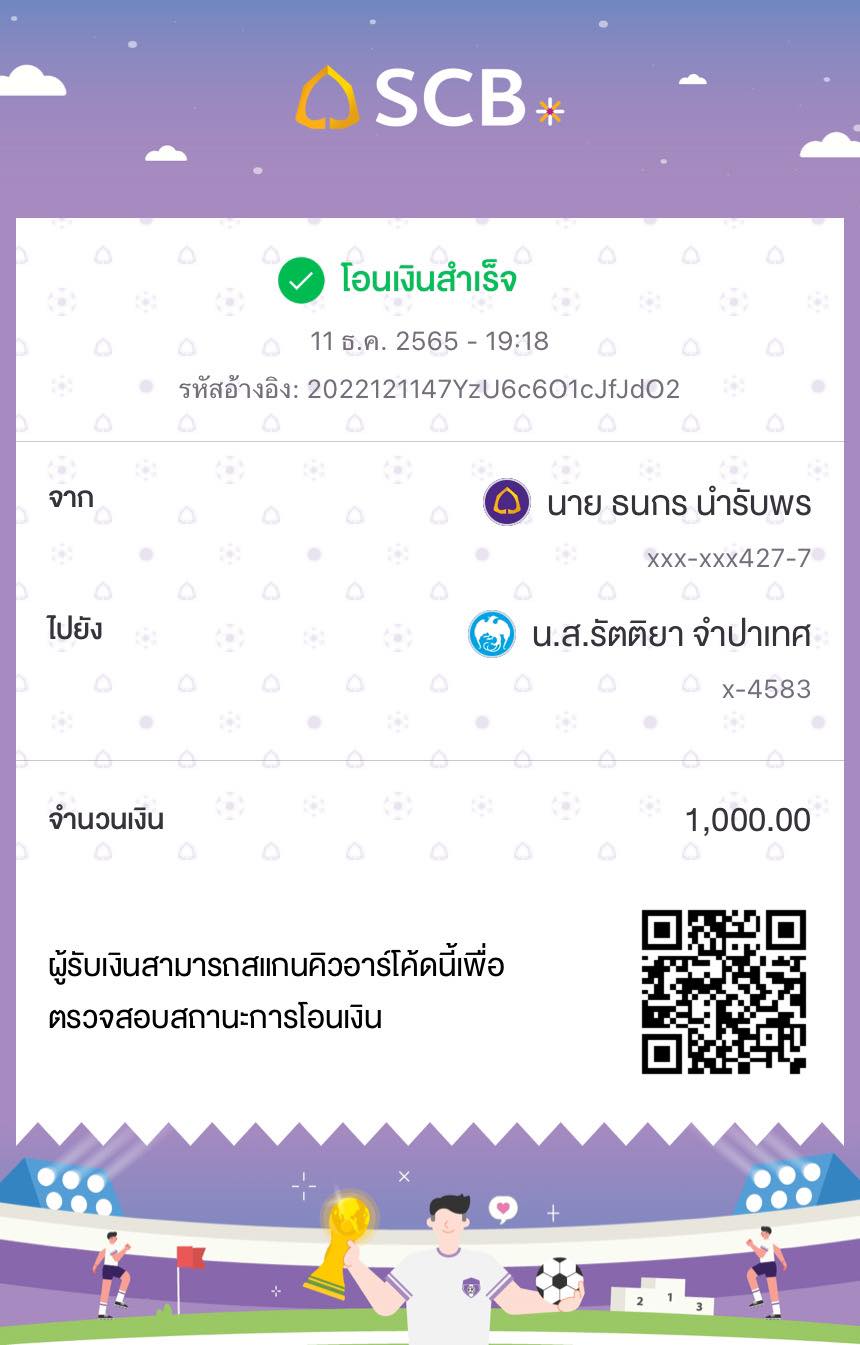 SCB
โอนเงินสำเร็จ
11 ธ.ค. 2565 - 19:18
รหัสอ้างอิง: 2022121147YzU6c6O1cJfJdO2
จาก
นาย ธนกร นำรับพร
xxx-xxx427-7
ไปยัง
น.ส.รัตติยา จำปาเทศ
x-4583
จำนวนเงิน
1,000.00
ผู้รับเงินสามารถสแกนคิวอาร์โค้ดนี้เพื่อ
ตรวจสอบสถานะการโอนเงิน
2 1 3